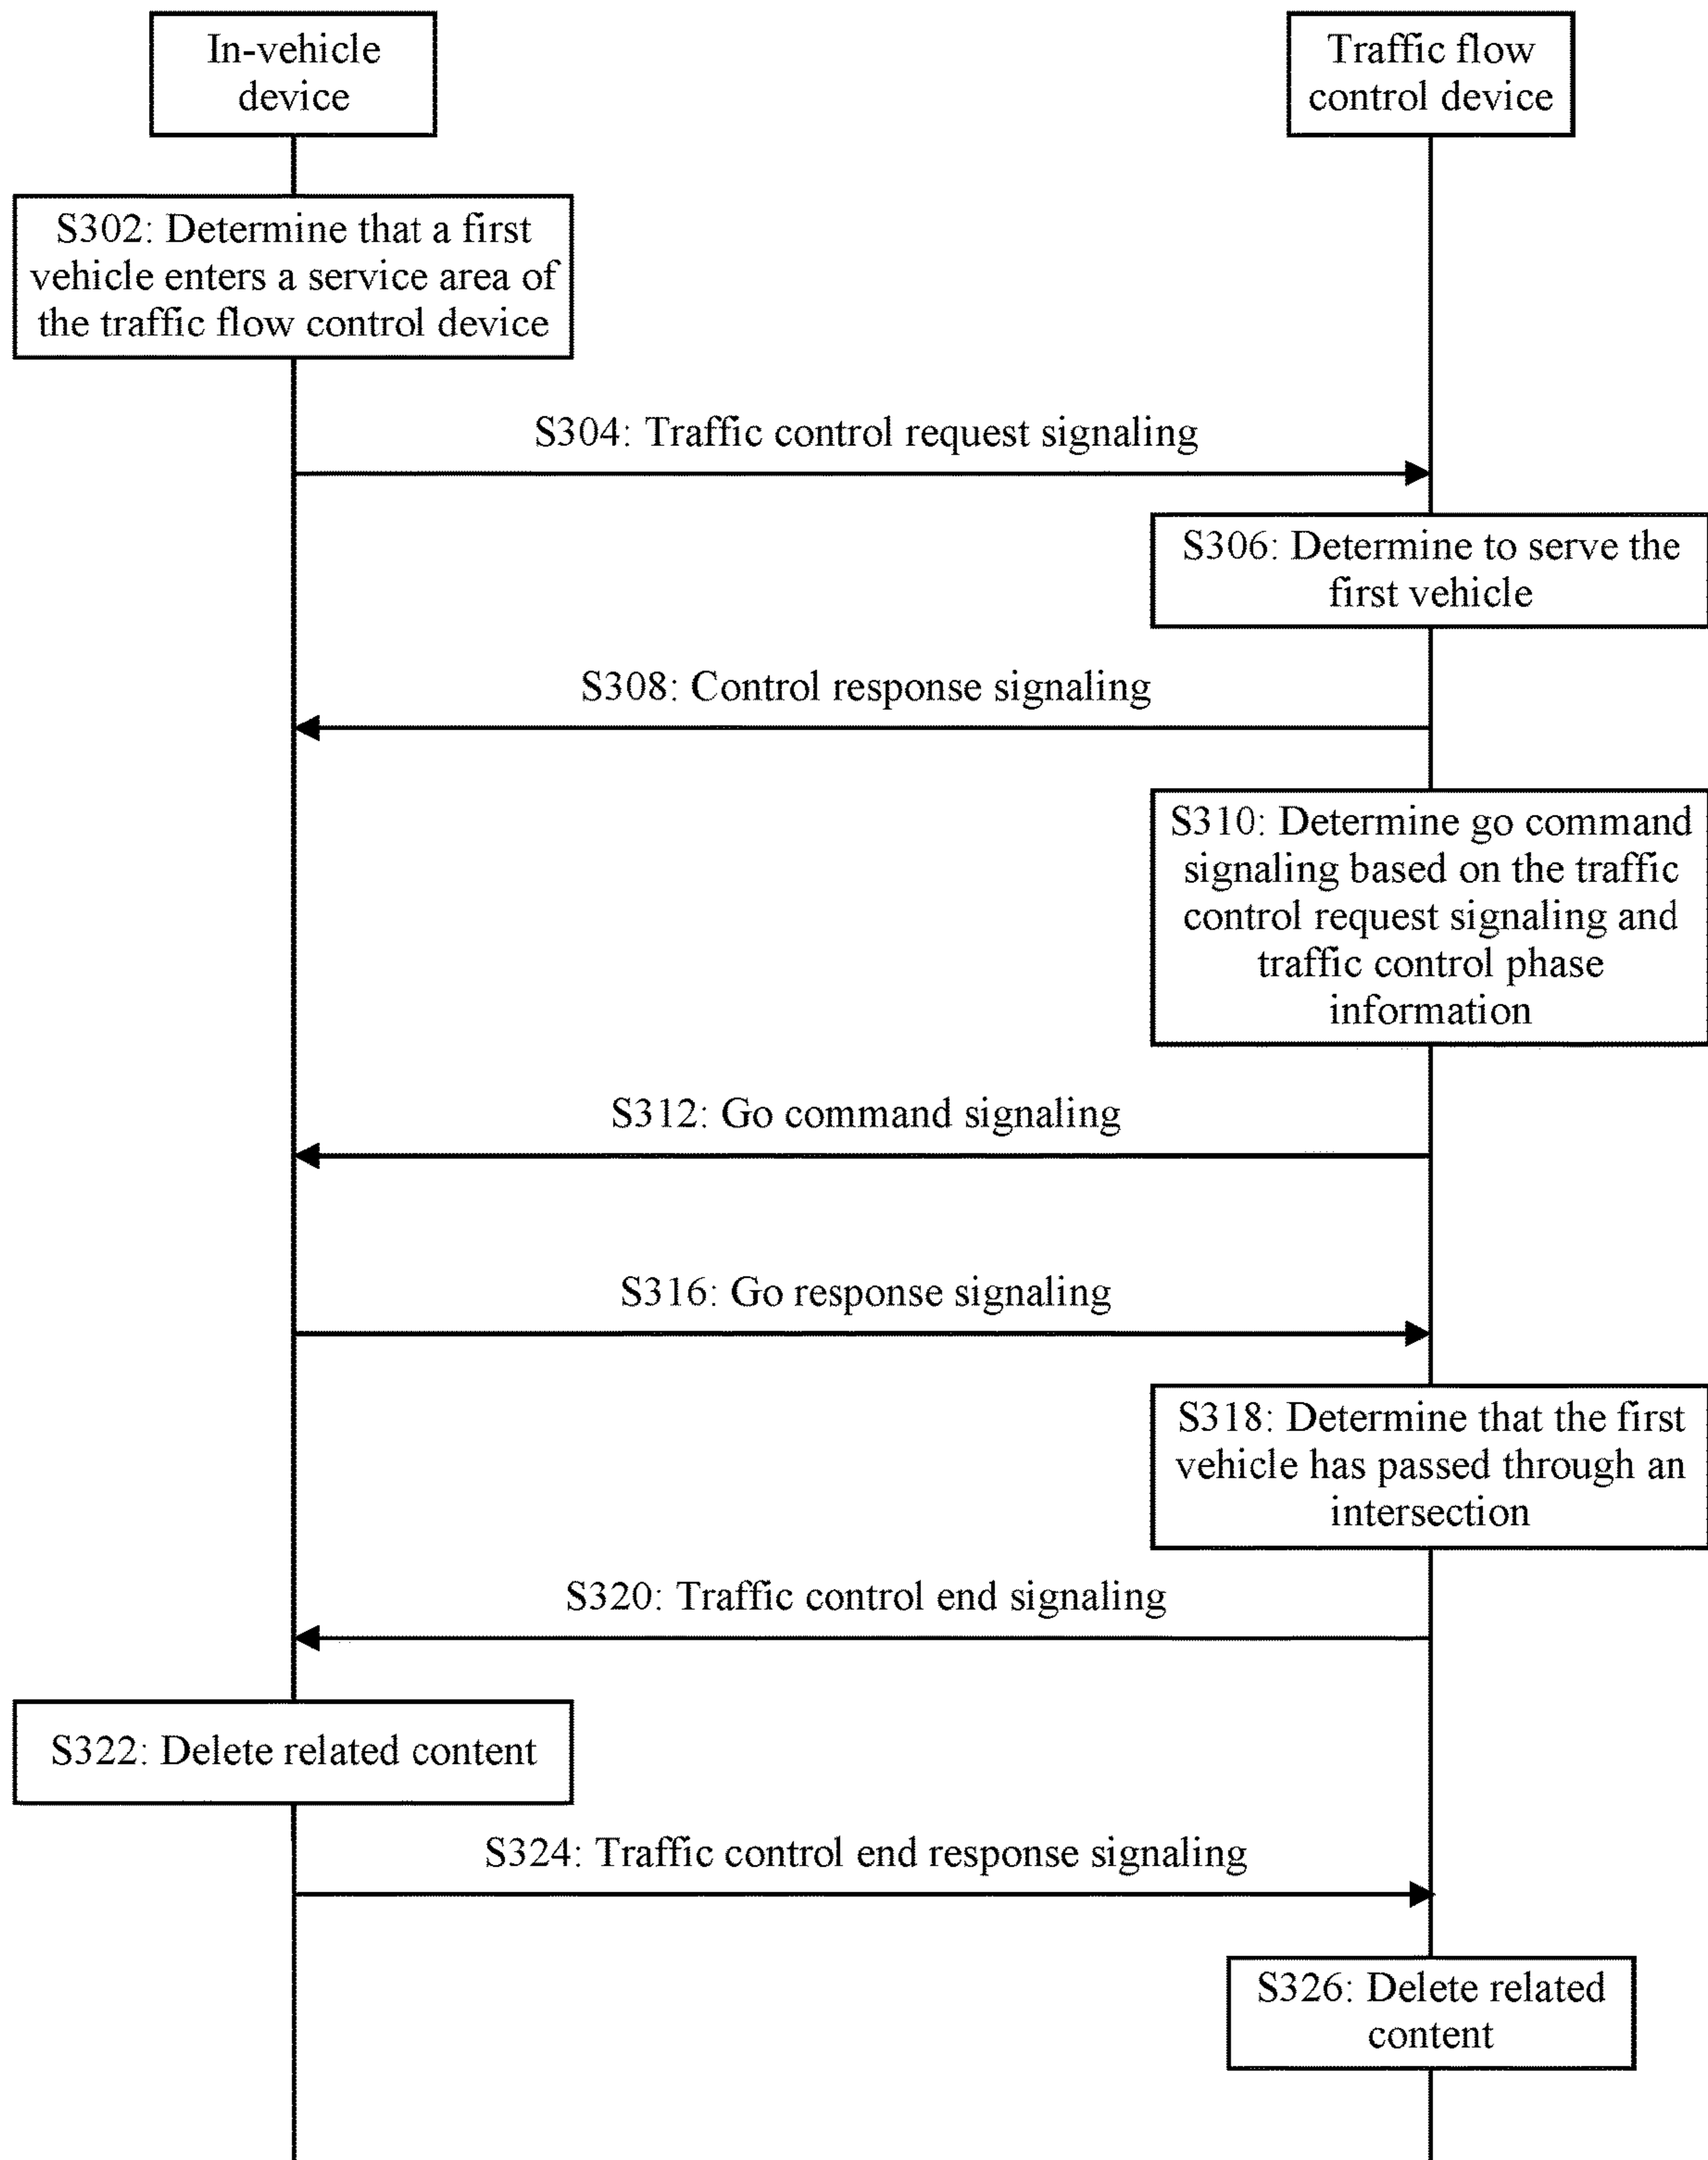 In-vehicle
device
Traffic flow
control device
S302: Determine that a first
vehicle enters a service area of
the traffic flow control device
S304: Traffic control request signaling
S306: Determine to serve the
first vehicle
S308: Control response signaling
S310: Determine go command
signaling based on the traffic
control request signaling and
traffic control phase
information
S312: Go command signaling
S316: Go response signaling
S318: Determine that the first
vehicle has passed through an
intersection
S320: Traffic control end signaling
S322: Delete related content
S324: Traffic control end response signaling
S326: Delete related
content